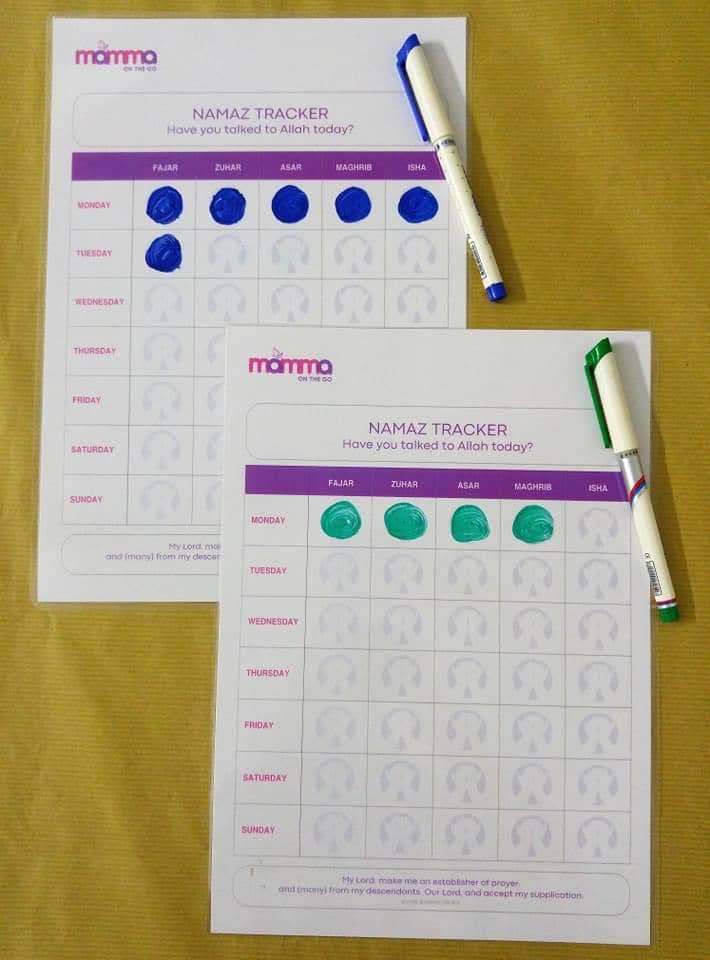 mamma
ON THE GO
NAMAZ TRACKER
Have you talked to Allah today?
FAJAR ZUHAR ASAR MAGHRIB ISHA
MONDAY
TUESDAY
WEDNESDAY
THURSDAY
FRIDAY
SATURDAY
SUNDAY
My Lord,
and (many) from my
mamma
ON THE GO
NAMAZ TRACKER
Have you talked to Allah today?
FAJAR ZUHAR ASAR MAGHRIB ISHA
MONDAY
TUESDAY
WEDNESDAY
THURSDAY
FRIDAY
SATURDAY
SUNDAY
My Lord, make me an establisher of prayer,
and (many) from my descendants. Our Lord, and accept my supplication.